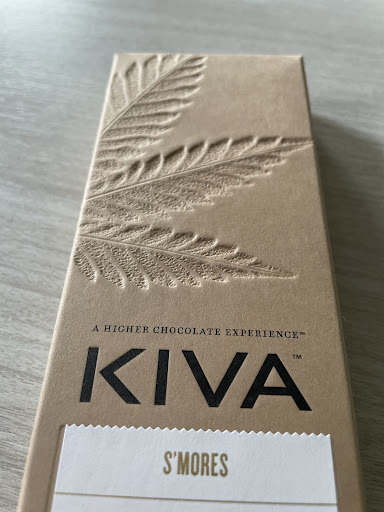 A HIGHER CHOCOLATE EXPERIENCE™
KIVA™
S'MORES